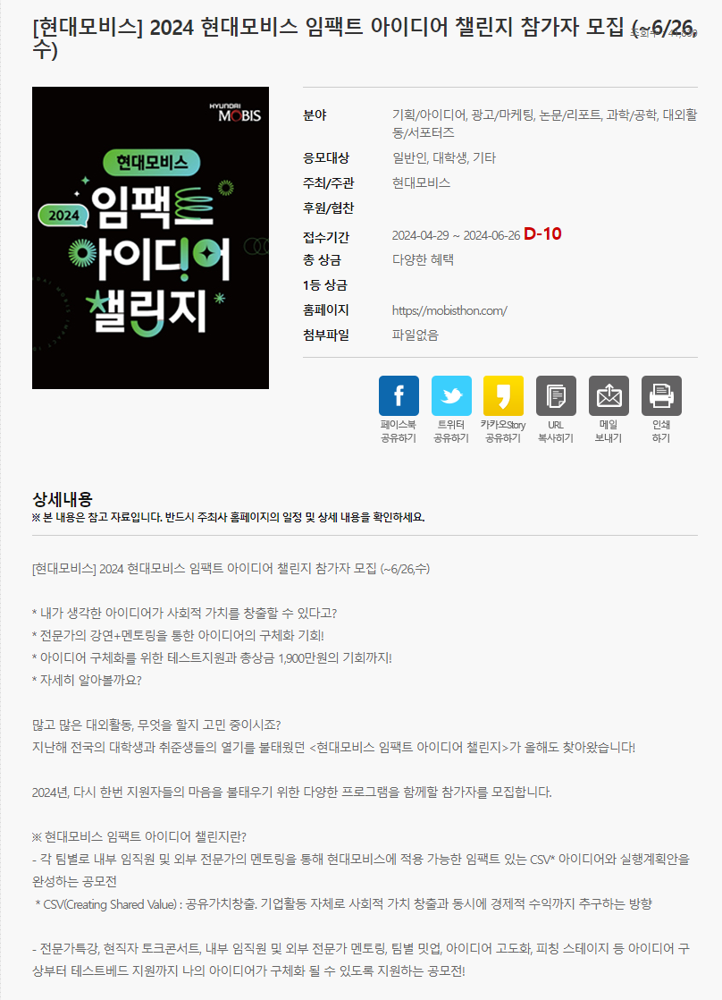 [현대모비스] 2024 현대모비스 임팩트 아이디어 챌린지 참가자 모집 (~6/26,
수)
HYUNDAI
MOBIS
현대모비스
2024
임팩트
아이디어
챌린지
분야 기획/아이디어, 광고/마케팅, 논문/리포트, 과학/공학, 대외활
동/서포터즈
응모대상 일반인, 대학생, 기타
주최/주관 현대모비스
후원/협찬
접수기간 2024-04-29 ~ 2024-06-26 D-10
총 상금 다양한 혜택
1등 상금
홈페이지 https://mobisthon.com/
첨부파일 파일없음
페이스북 트위터 카카오Story URL 메일 인쇄
공유하기 공유하기 공유하기 복사하기 보내기 하기
상세내용
※ 본 내용은 참고 자료입니다. 반드시 주최사 홈페이지의 일정 및 상세 내용을 확인하세요.
[현대모비스] 2024 현대모비스 임팩트 아이디어 챌린지 참가자 모집 (~6/26,수)
* 내가 생각한 아이디어가 사회적 가치를 창출할 수 있다고?
* 전문가의 강연+멘토링을 통한 아이디어의 구체화 기회!
* 아이디어 구체화를 위한 테스트지원과 총상금 1,900만원의 기회까지!
* 자세히 알아볼까요?
많고 많은 대외활동, 무엇을 할지 고민 중이시죠?
지난해 전국의 대학생과 취준생들의 열기를 불태웠던 <현대모비스 임팩트 아이디어 챌린지>가 올해도 찾아왔습니다!
2024년, 다시 한번 지원자들의 마음을 불태우기 위한 다양한 프로그램을 함께할 참가자를 모집합니다.
※ 현대모비스 임팩트 아이디어 챌린지란?
- 각 팀별로 내부 임직원 및 외부 전문가의 멘토링을 통해 현대모비스에 적용 가능한 임팩트 있는 CSV* 아이디어와 실행계획안을
완성하는 공모전
* CSV(Creating Shared Value) : 공유가치창출. 기업활동 자체로 사회적 가치 창출과 동시에 경제적 수익까지 추구하는 방향
- 전문가특강, 현직자 토크콘서트, 내부 임직원 및 외부 전문가 멘토링, 팀별 밋업, 아이디어 고도화, 피칭 스테이지 등 아이디어 구
상부터 테스트베드 지원까지 나의 아이디어가 구체화 될 수 있도록 지원하는 공모전!